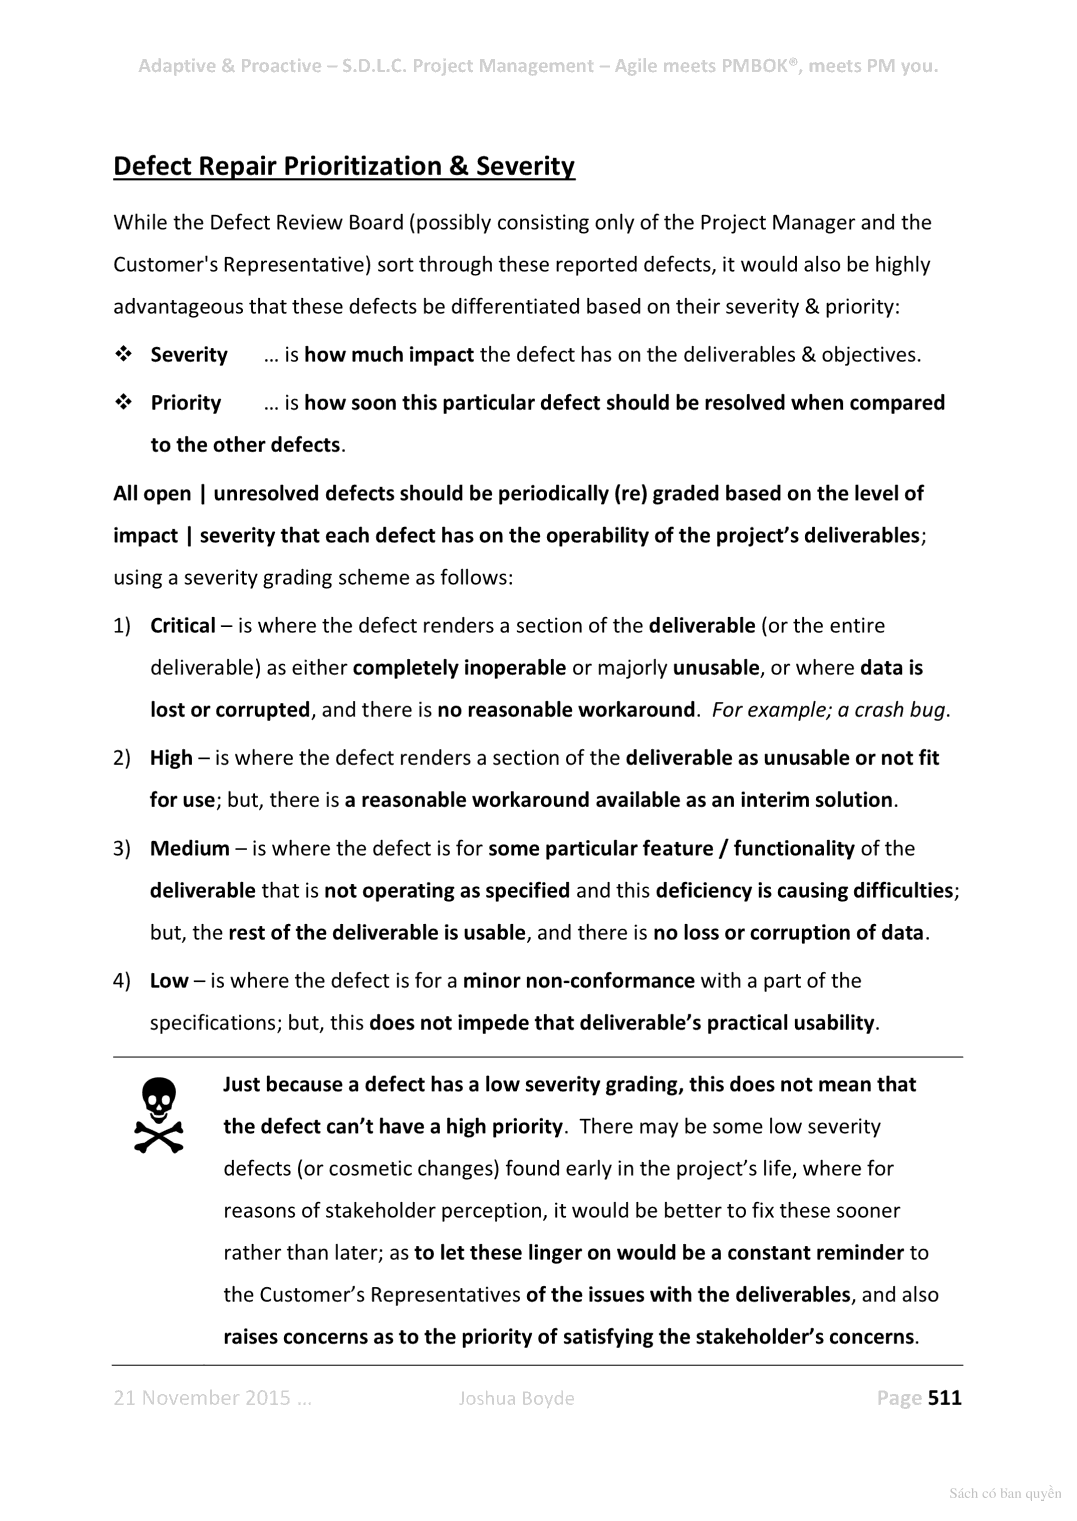 Adaptive & Proactive – S.D.L.C. Project Management – Agile meets PMBOK®, meets PM you.
Defect Repair Prioritization & Severity
While the Defect Review Board (possibly consisting only of the Project Manager and the
Customer's Representative) sort through these reported defects, it would also be highly
advantageous that these defects be differentiated based on their severity & priority:
❖ Severity … is how much impact the defect has on the deliverables & objectives.
❖ Priority … is how soon this particular defect should be resolved when compared
to the other defects.
All open | unresolved defects should be periodically (re) graded based on the level of
impact | severity that each defect has on the operability of the project’s deliverables;
using a severity grading scheme as follows:
1) Critical – is where the defect renders a section of the deliverable (or the entire
deliverable) as either completely inoperable or majorly unusable, or where data is
lost or corrupted, and there is no reasonable workaround. For example; a crash bug.
2) High – is where the defect renders a section of the deliverable as unusable or not fit
for use; but, there is a reasonable workaround available as an interim solution.
3) Medium – is where the defect is for some particular feature / functionality of the
deliverable that is not operating as specified and this deficiency is causing difficulties;
but, the rest of the deliverable is usable, and there is no loss or corruption of data.
4) Low – is where the defect is for a minor non-conformance with a part of the
specifications; but, this does not impede that deliverable’s practical usability.
Just because a defect has a low severity grading, this does not mean that
the defect can’t have a high priority. There may be some low severity
defects (or cosmetic changes) found early in the project’s life, where for
reasons of stakeholder perception, it would be better to fix these sooner
rather than later; as to let these linger on would be a constant reminder to
the Customer’s Representatives of the issues with the deliverables, and also
raises concerns as to the priority of satisfying the stakeholder’s concerns.
21 November 2015 … Joshua Boyde Page 511
Sách có bản quyền